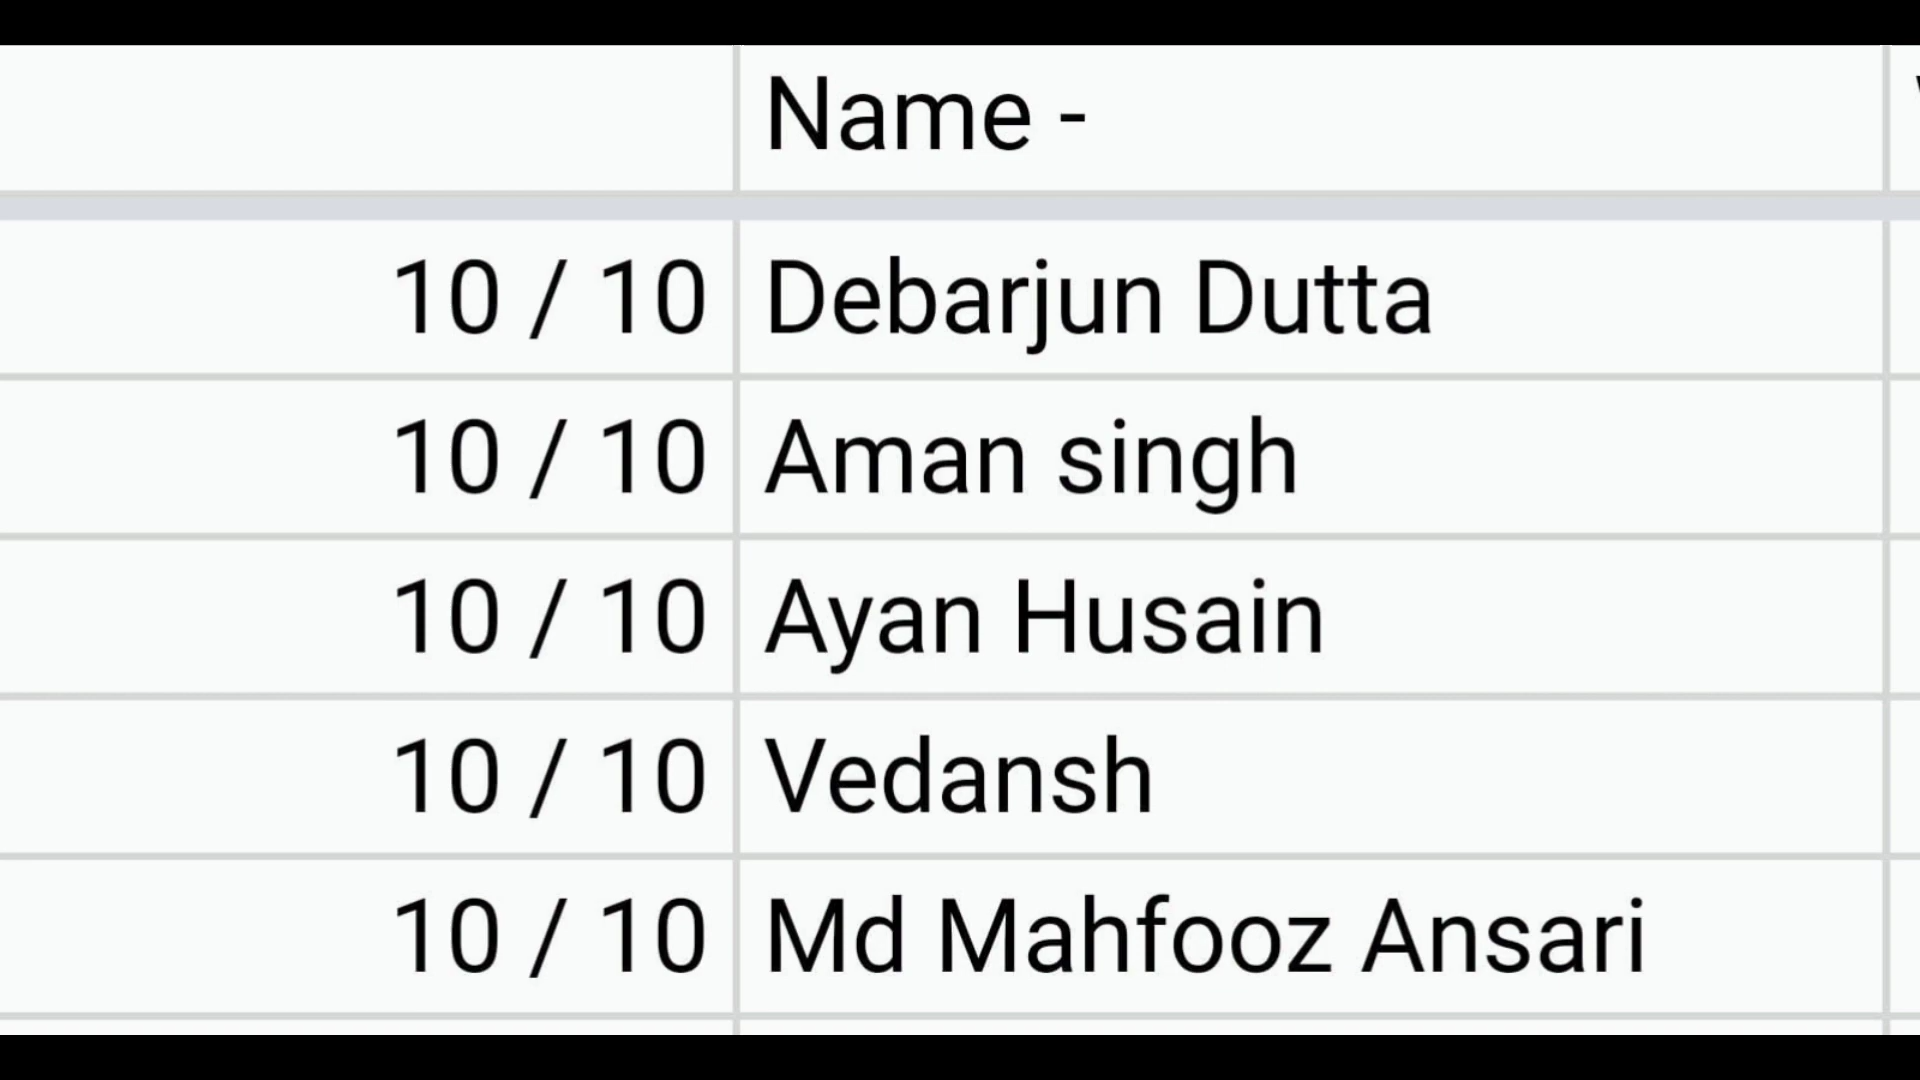 Name -
10 / 10 Debarjun Dutta
10 / 10 Aman singh
10 / 10 Ayan Husain
10 / 10 Vedansh
10 / 10 Md Mahfooz Ansari